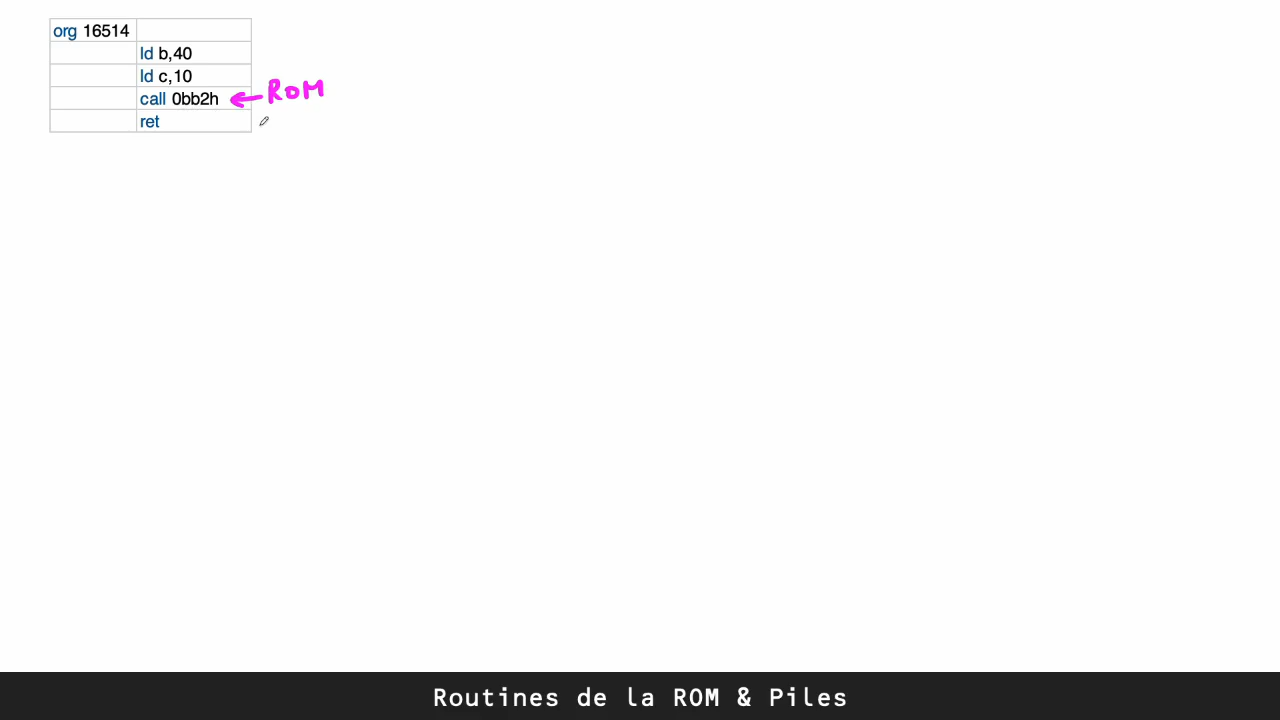 org 16514
ld b,40
ld c,10
call 0bb2h ROM
ret
Routines de la ROM & Piles